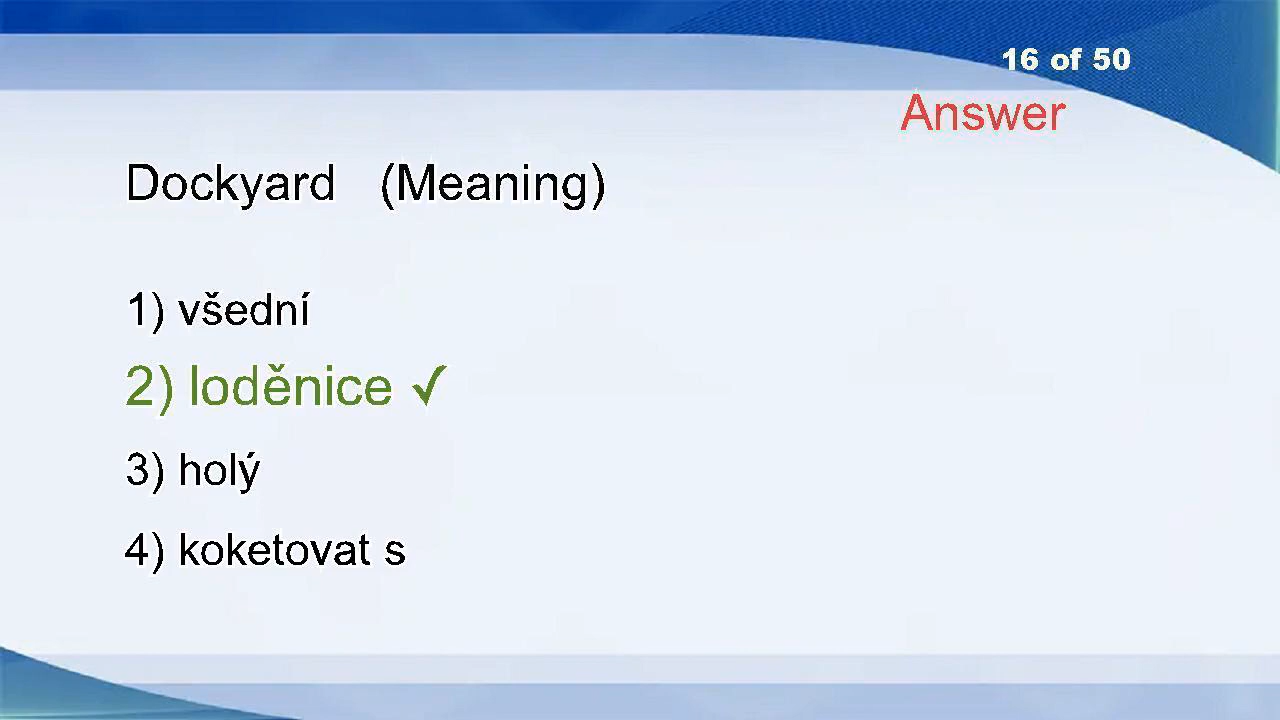 16 of 50
Answer
Dockyard (Meaning)
1) všední
2) loděnice ✓
3) holý
4) koketovat s